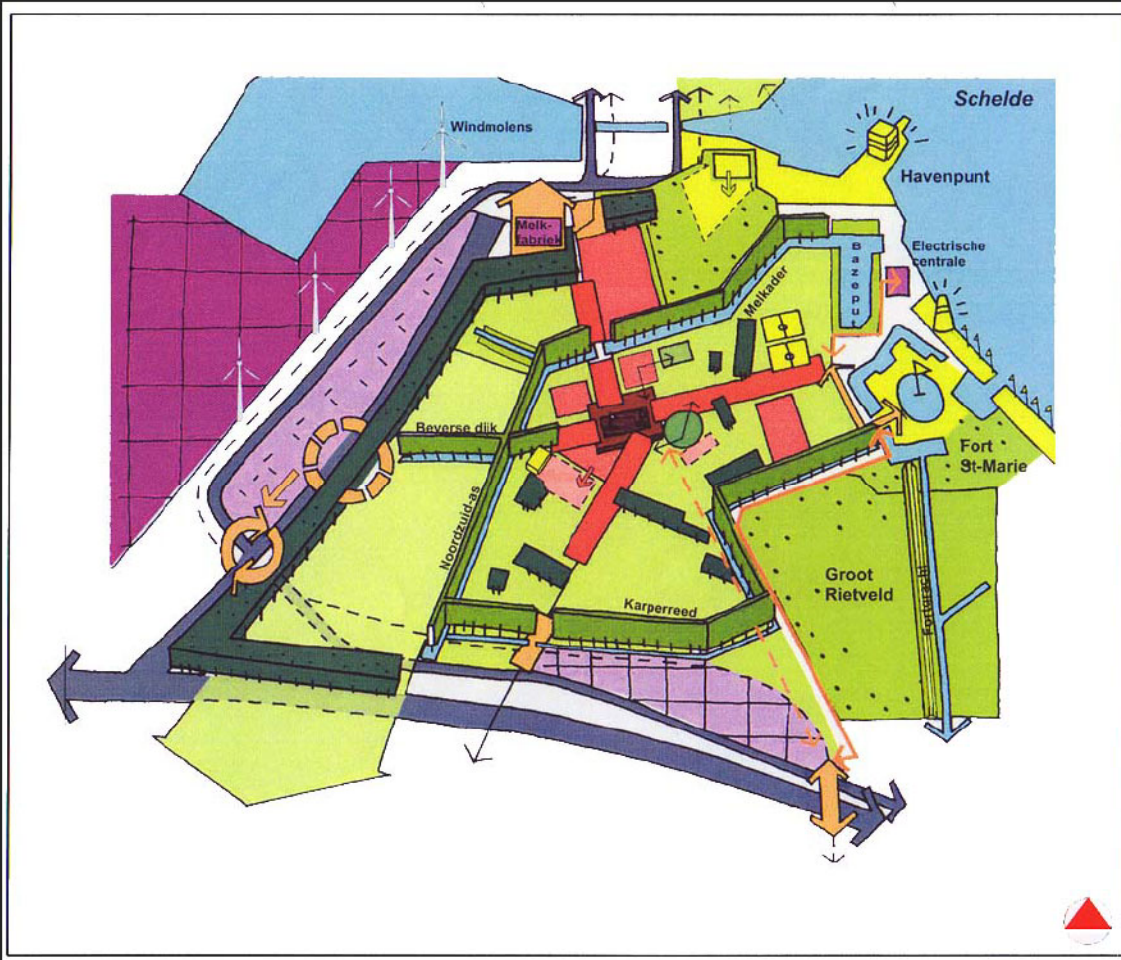 Schelde
Windmolens
Havenpunt
Melk-
fabriek
Electrische
centrale
Bazepu
Melkader
Beverse dijk
Fort
St-Marie
Noordzuid-as
Groot
Rietveld
Karperreed
Fortgracht